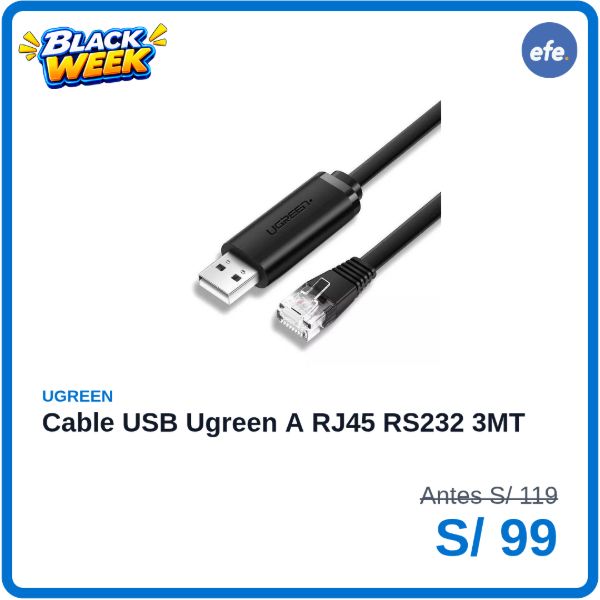 BLACK
WEEK
efe.
UGREEN
UGREEN
Cable USB Ugreen A RJ45 RS232 3MT
Antes S/ 119
S/ 99